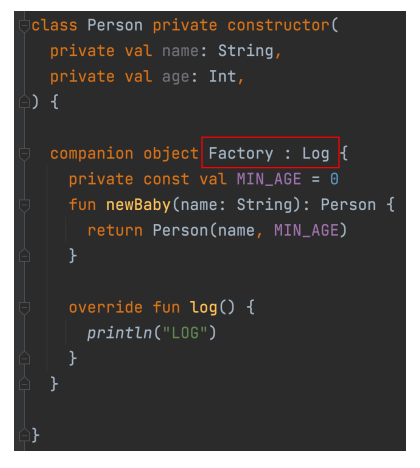 class Person private constructor(
private val name: String,
private val age: Int,
) {
companion object Factory : Log {
private const val MIN_AGE = 0
fun newBaby(name: String): Person {
return Person(name, MIN_AGE)
}
override fun log() {
println("LOG")
}
}
}